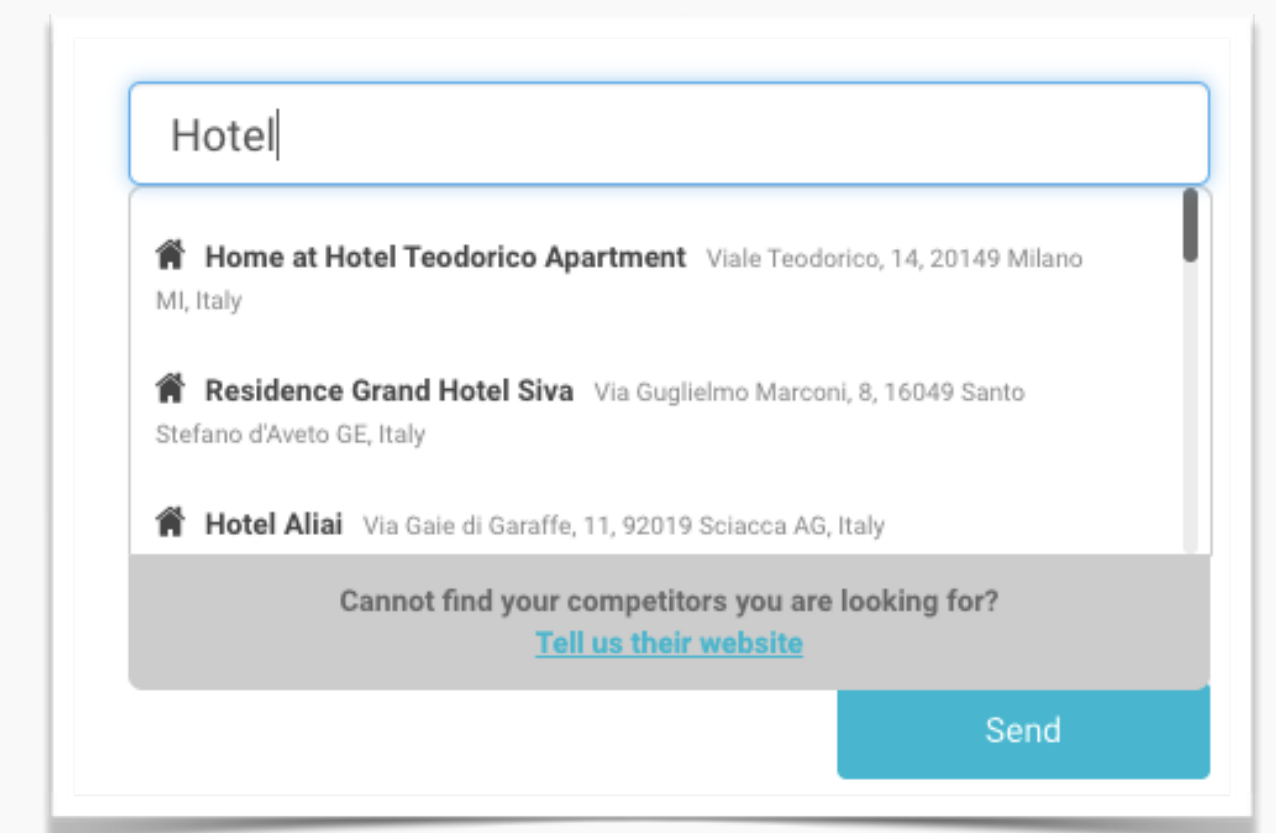 Hotel
Home at Hotel Teodorico Apartment Viale Teodorico, 14, 20149 Milano
MI, Italy
Residence Grand Hotel Siva Via Guglielmo Marconi, 8, 16049 Santo
Stefano d'Aveto GE, Italy
Hotel Aliai Via Gaie di Garaffe, 11, 92019 Sciacca AG, Italy
Cannot find your competitors you are looking for?
Tell us their website
Send